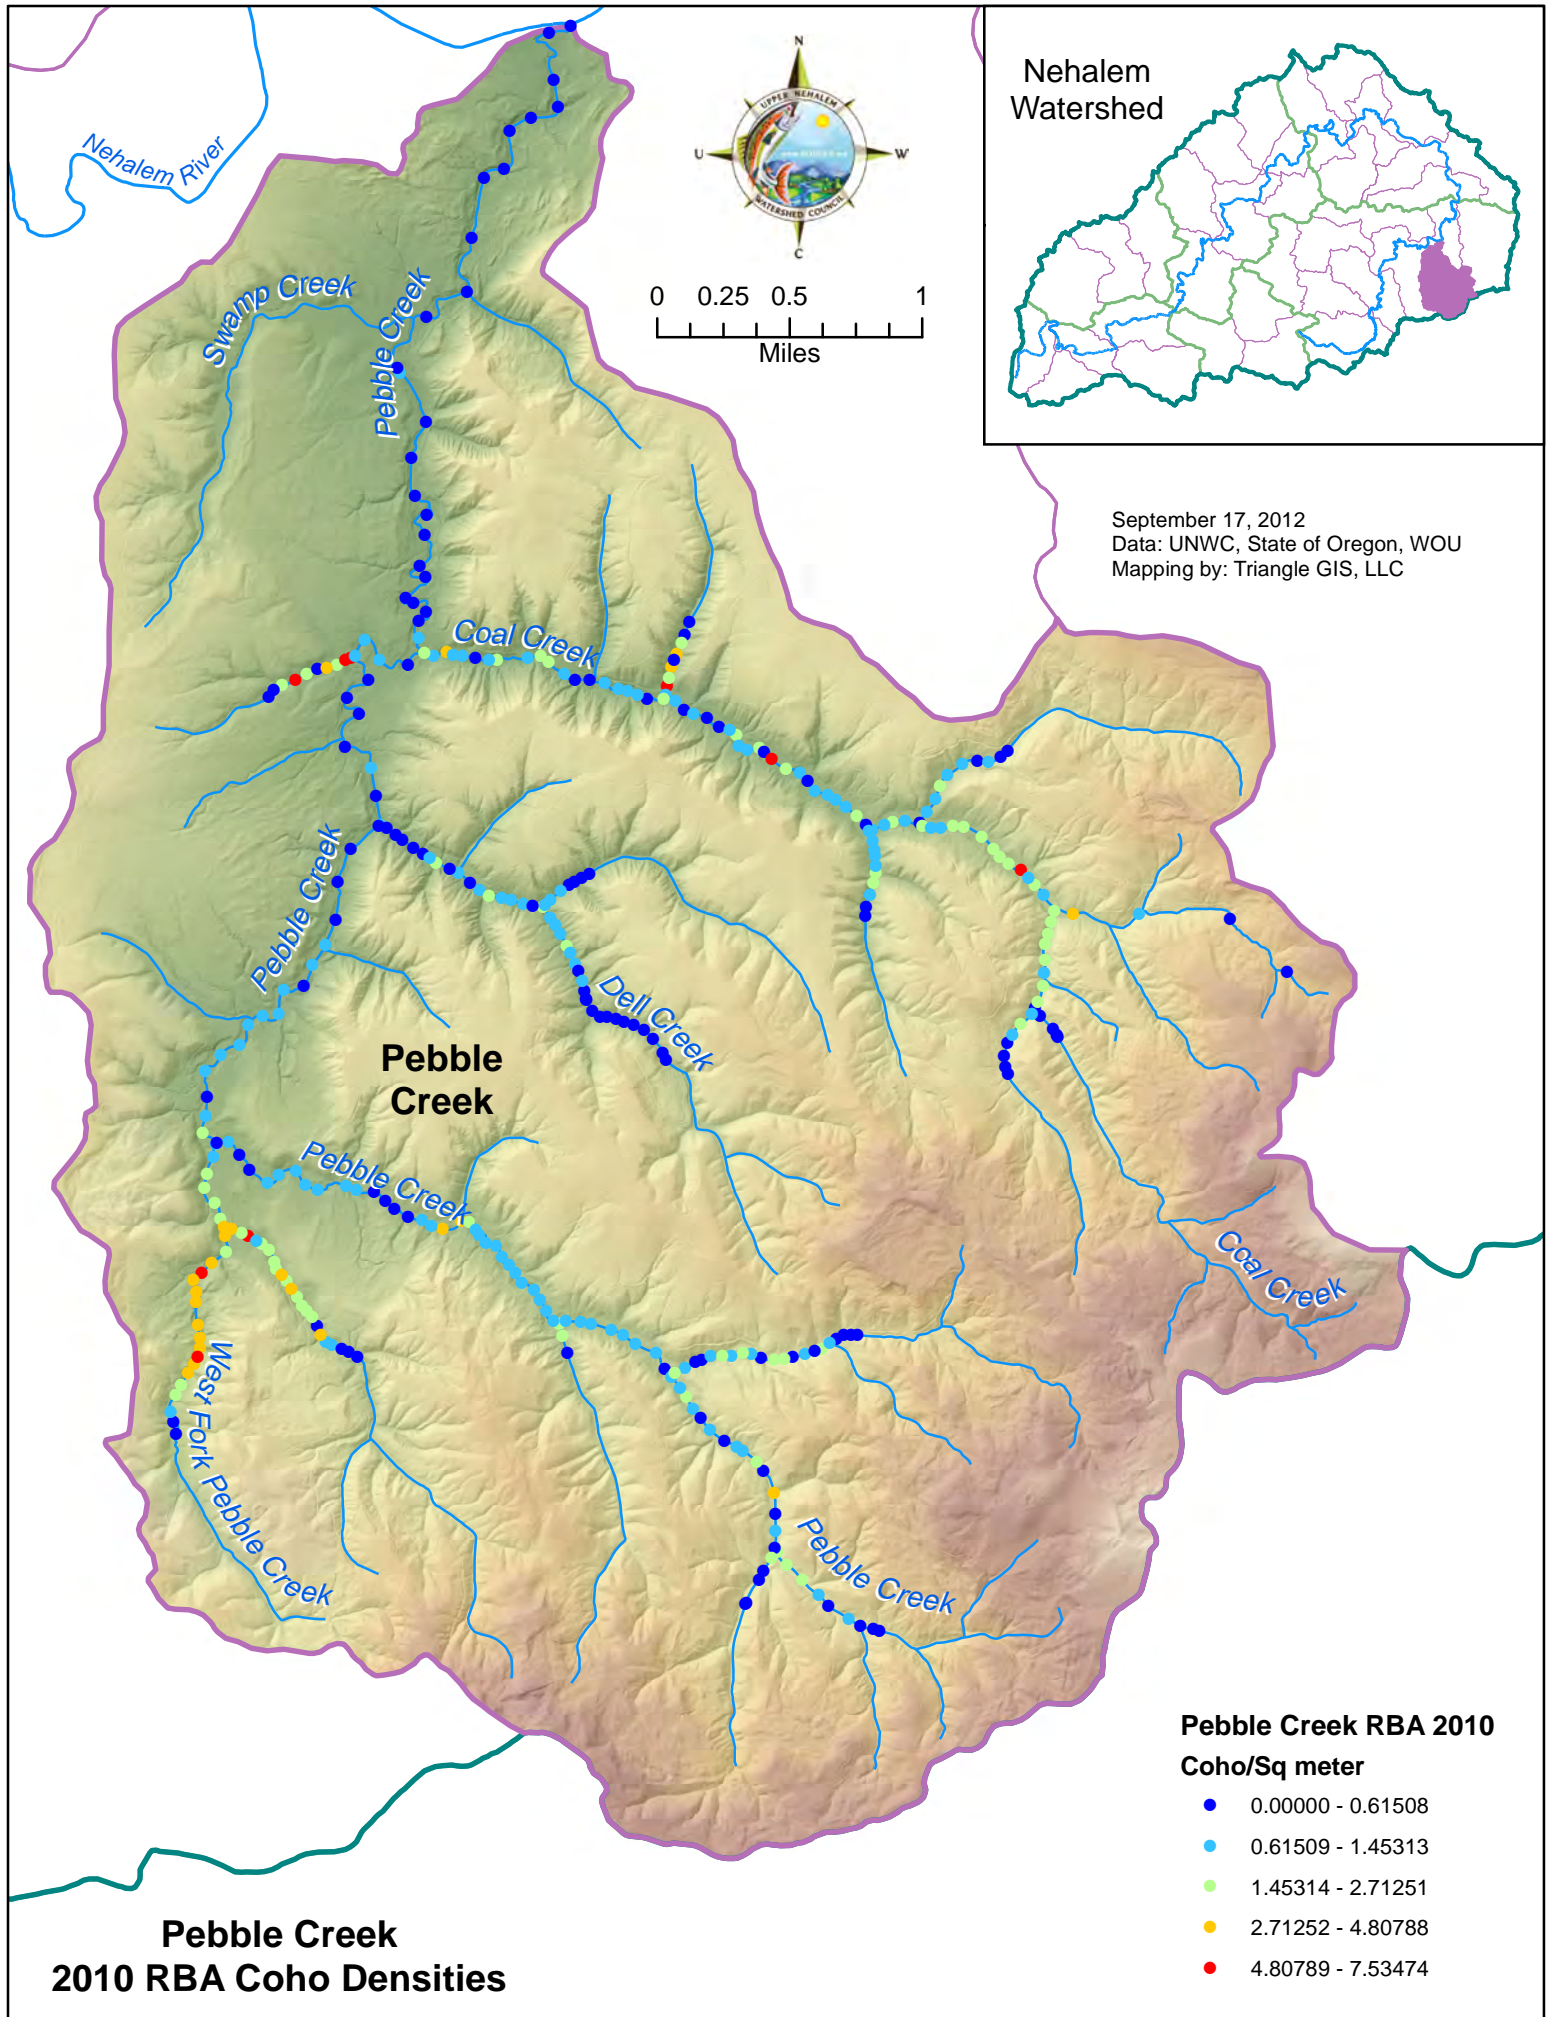 Nehalem River
Swamp Creek
Pebble Creek
N
U
W
C
UPPER NEHALEM
WATERSHED COUNCIL
0 0.25 0.5 1
Miles
Nehalem
Watershed
September 17, 2012
Data: UNWC, State of Oregon, WOU
Mapping by: Triangle GIS, LLC
Coal Creek
Pebble Creek
Dell Creek
Pebble
Creek
Pebble Creek
Coal Creek
West Fork Pebble Creek
Pebble Creek
Pebble Creek RBA 2010
Coho/Sq meter
0.00000 - 0.61508
0.61509 - 1.45313
1.45314 - 2.71251
2.71252 - 4.80788
4.80789 - 7.53474
Pebble Creek
2010 RBA Coho Densities